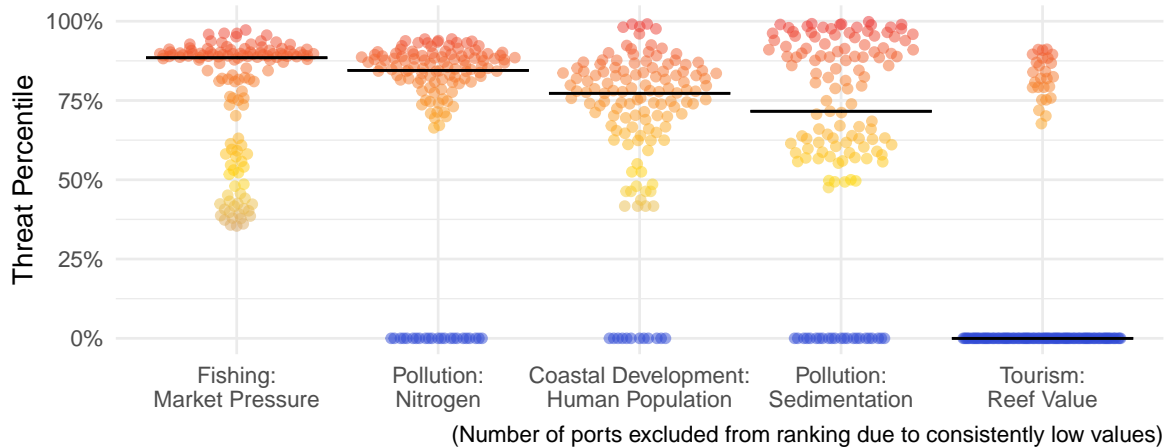 100%
75%
50%
25%
0%
Threat Percentile
Fishing:
Market Pressure
Pollution:
Nitrogen
Coastal Development:
Human Population
Pollution:
Sedimentation
Tourism:
Reef Value
(Number of ports excluded from ranking due to consistently low values)